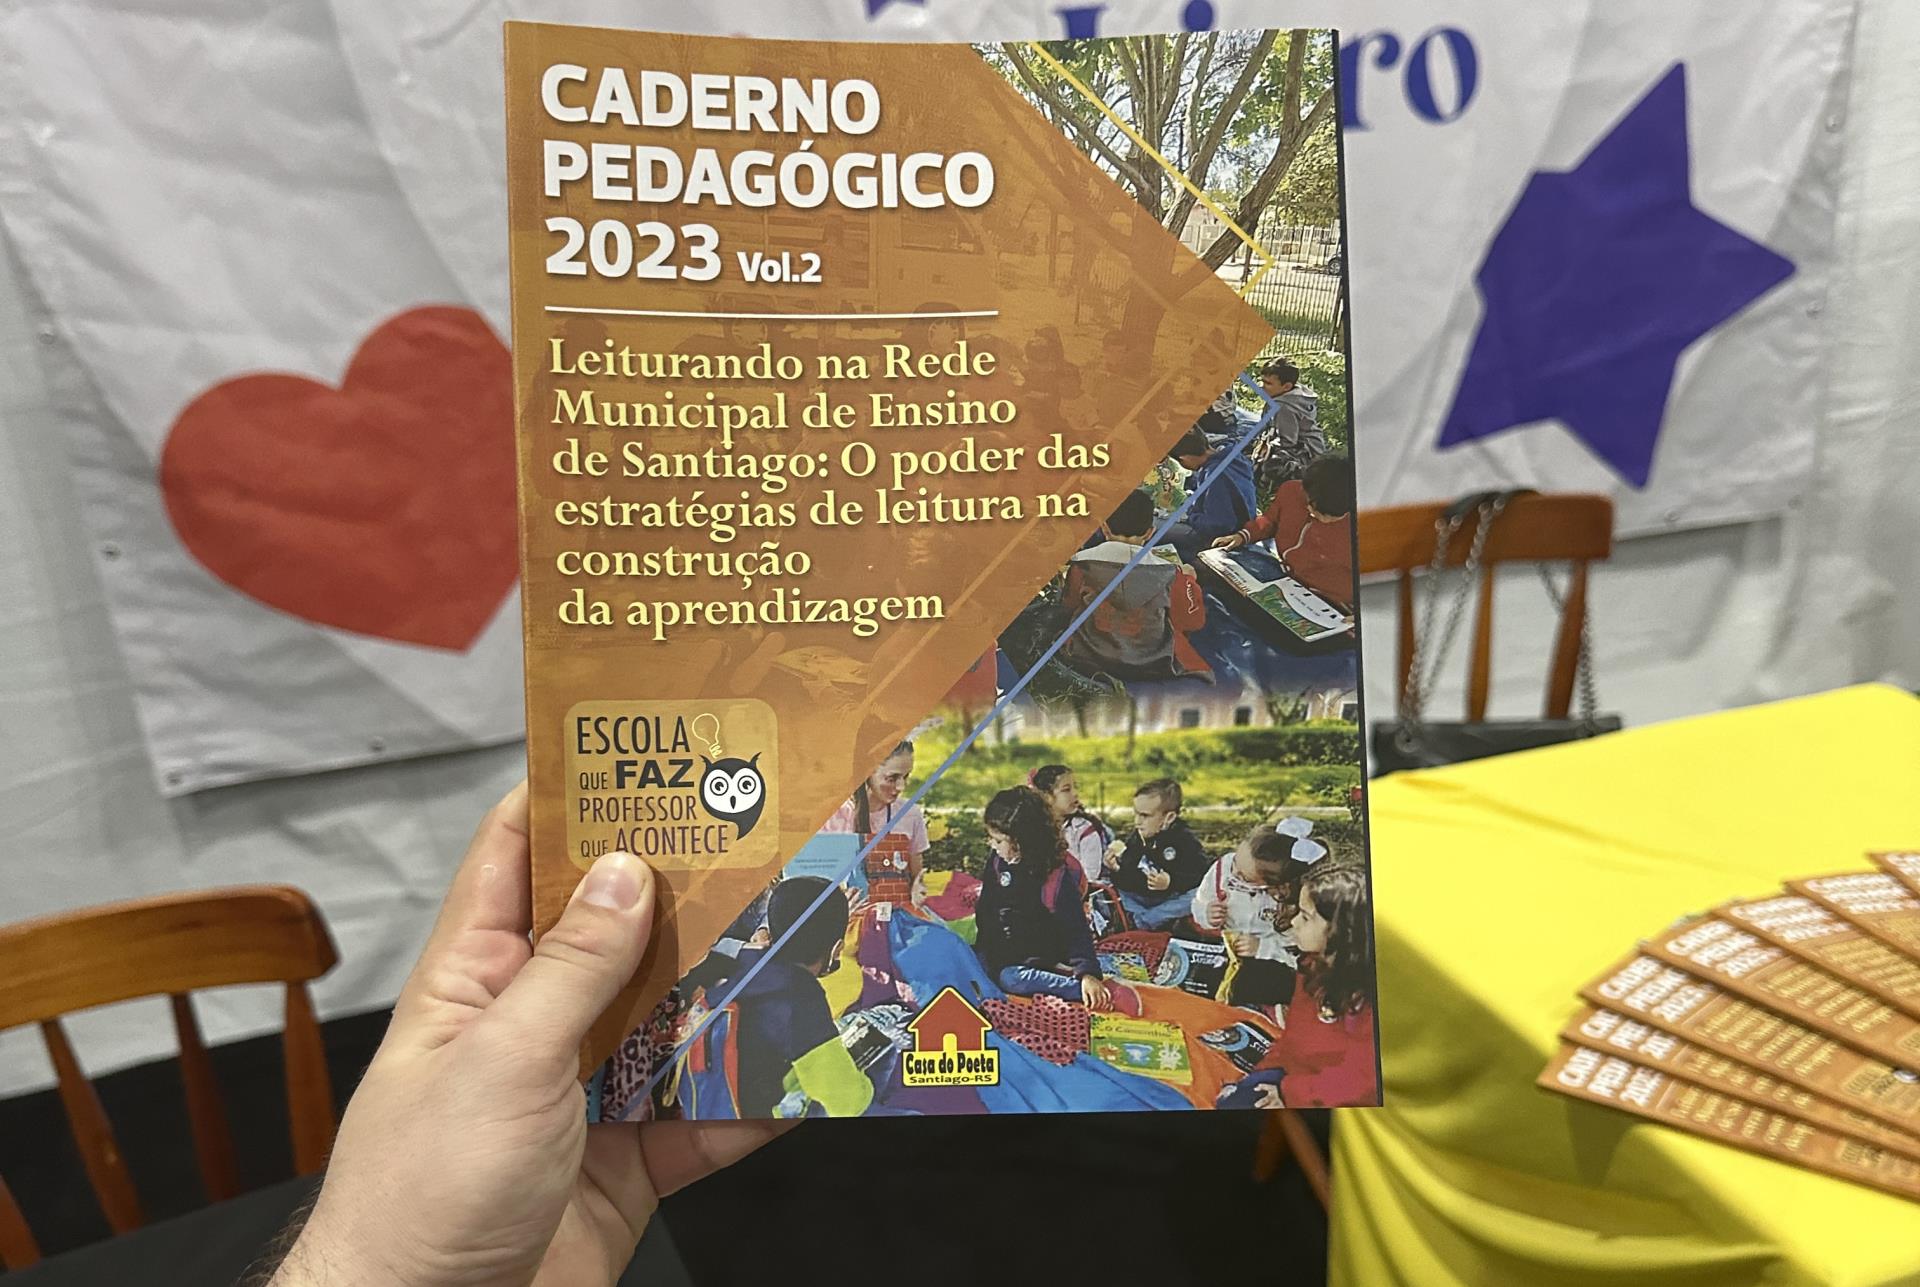 Livro
CADERNO
PEDAGÓGICO
2023 Vol.2
Leiturando na Rede
Municipal de Ensino
de Santiago: O poder das
estratégias de leitura na
construção
da aprendizagem
ESCOLA
QUE FAZ
PROFESSOR
QUE ACONTECE
Casa do Poeta
Santiago-RS